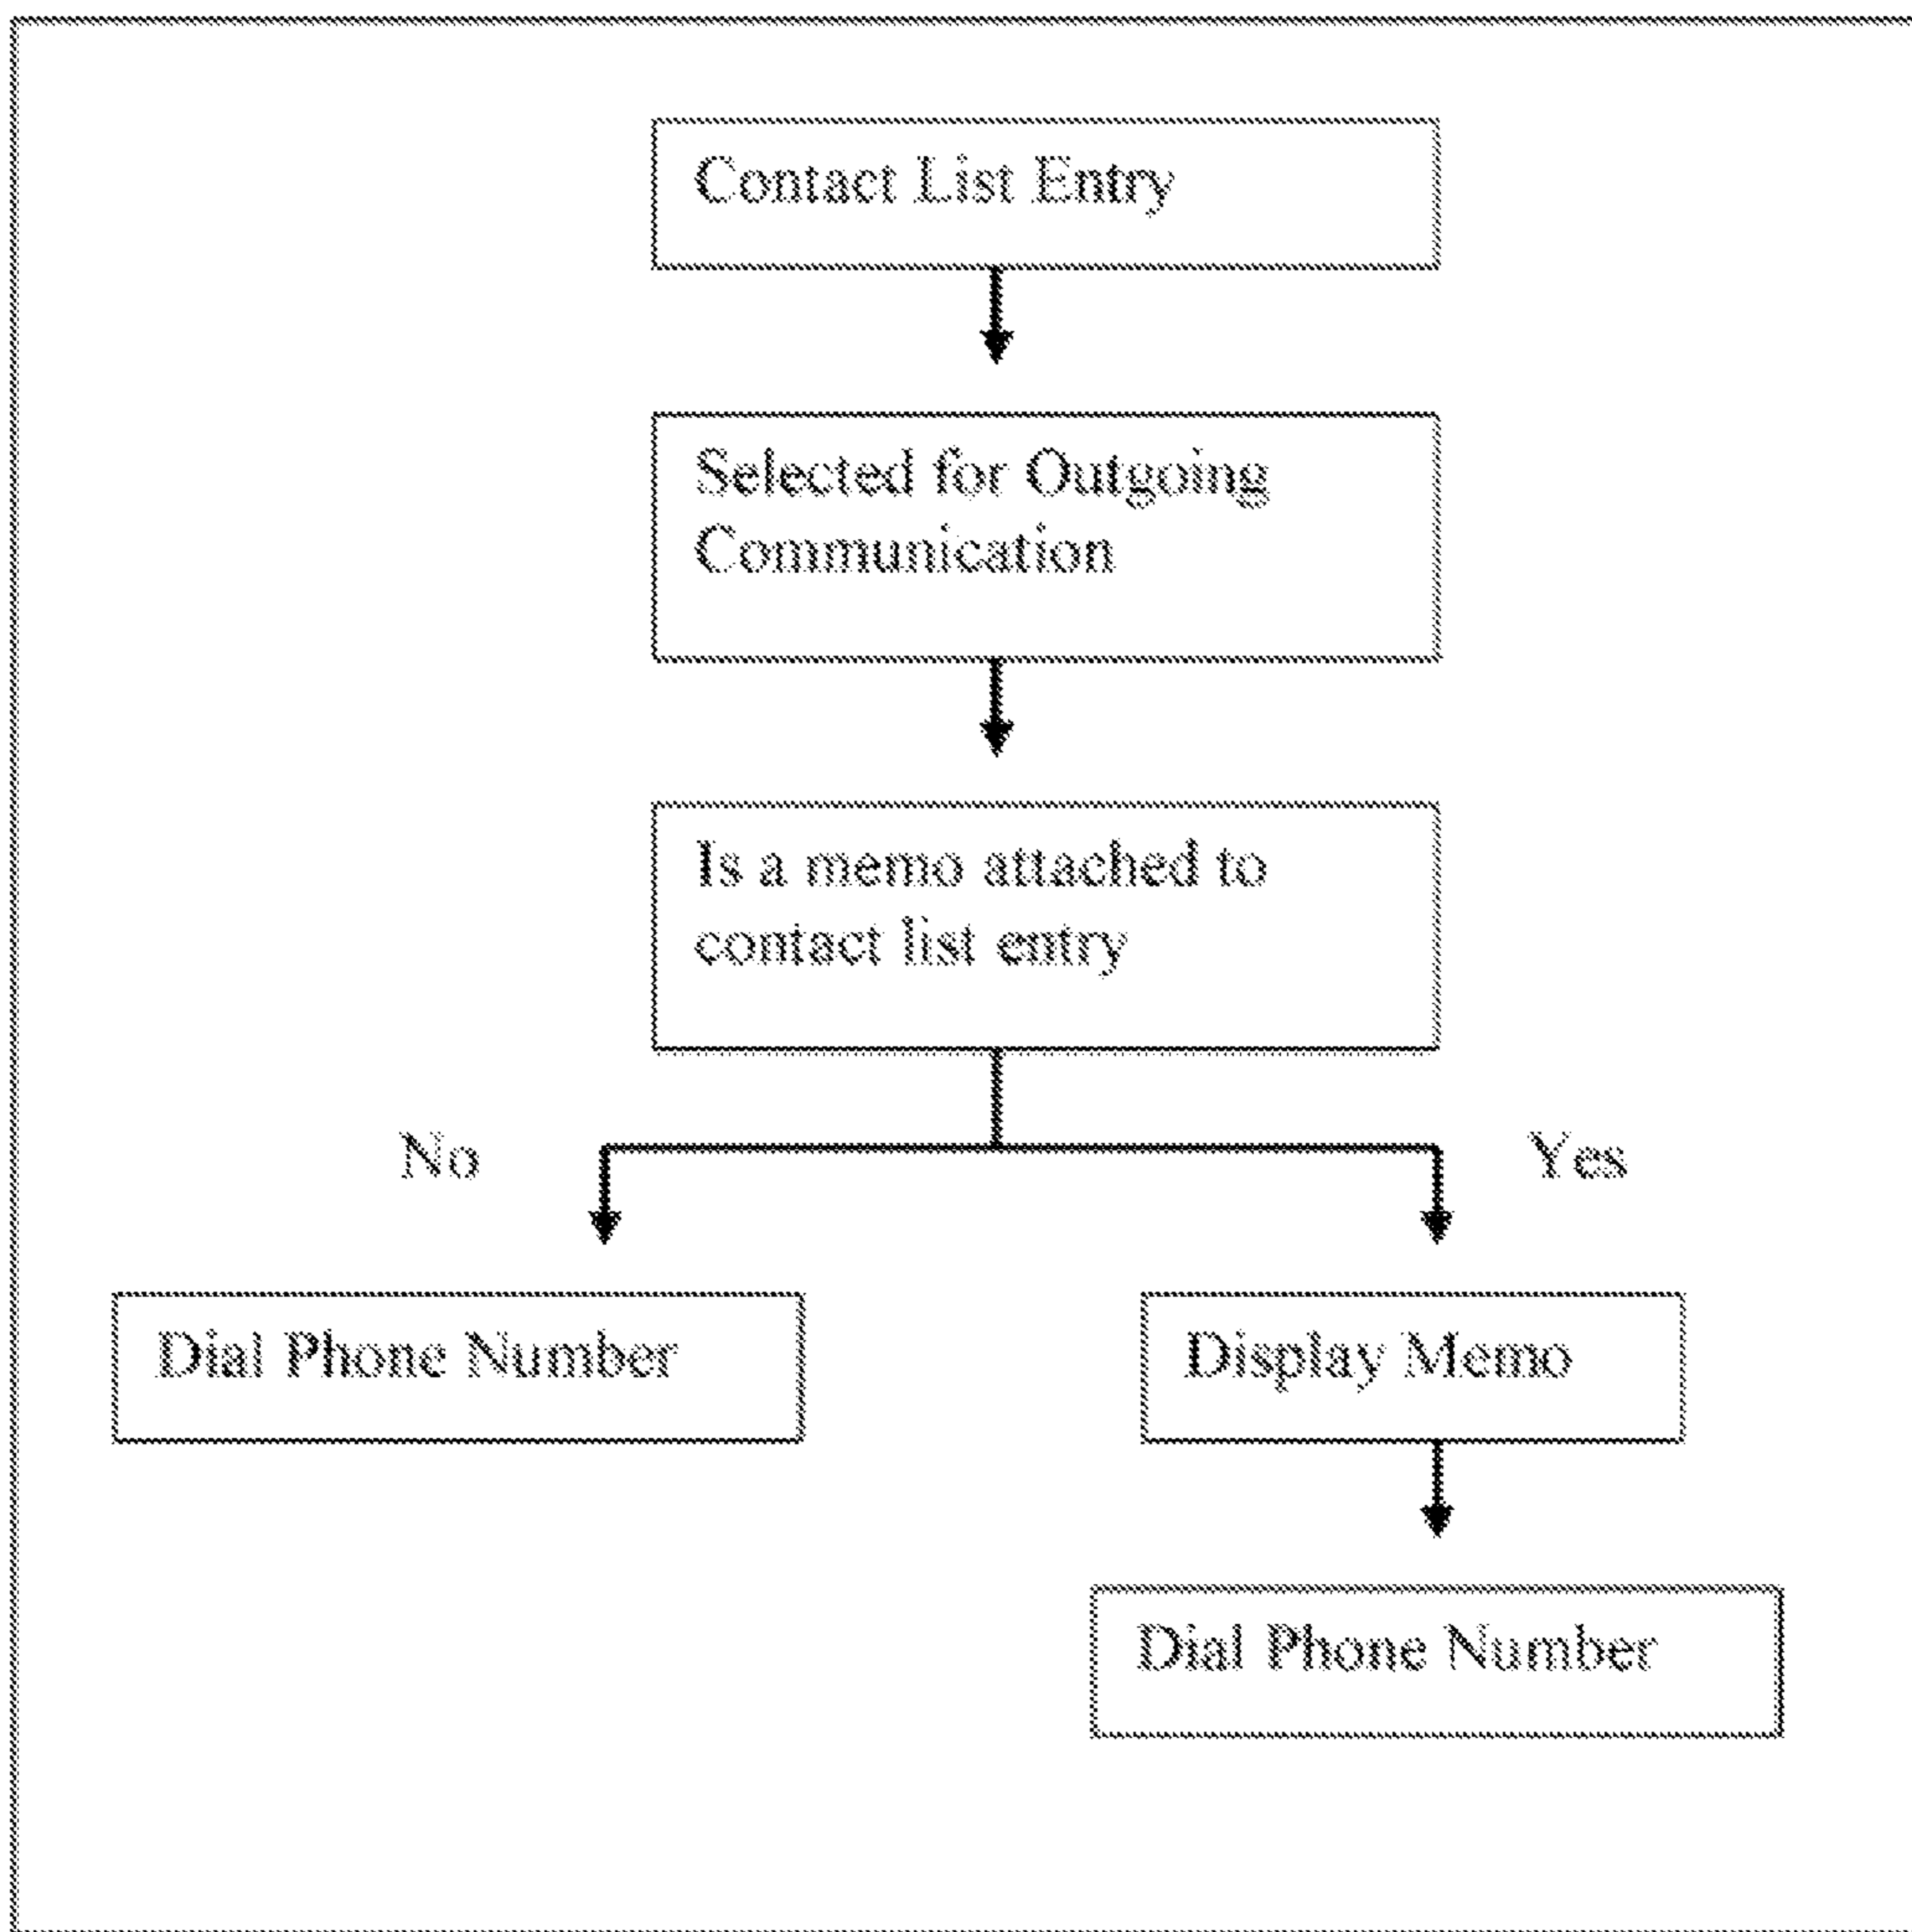 Contact List Entry
Selected for Outgoing
Communication
Is a memo attached to
contact list entry
No
Yes
Dial Phone Number
Display Memo
Dial Phone Number